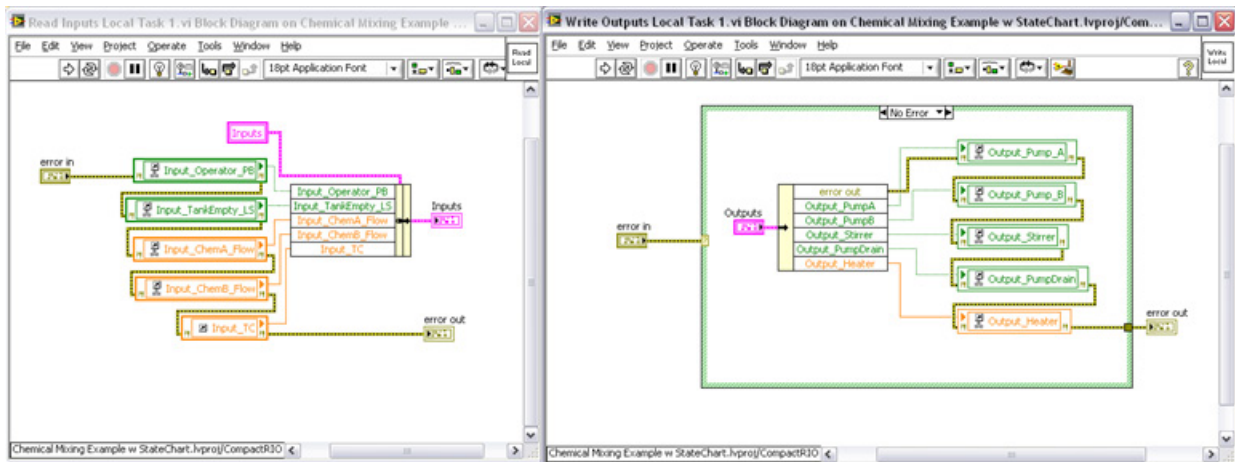 Read Inputs Local Task 1.vi Block Diagram on Chemical Mixing Example ...
File Edit View Project Operate Tools Window Help
Read
Local
18pt Application Font
Inputs
error in
Input_Operator_PB
Input_TankEmpty_LS
Input_ChemA_Flow
Input_ChemB_Flow
Input_TC
Input_Operator_PB
Input_TankEmpty_LS
Input_ChemA_Flow
Input_ChemB_Flow
Input_TC
Inputs
error out
Chemical Mixing Example w StateChart.lvproj/CompactRIO
Write Outputs Local Task 1.vi Block Diagram on Chemical Mixing Example w StateChart.lvproj/Com...
File Edit View Project Operate Tools Window Help
Write
Local
18pt Application Font
No Error
error in
Outputs
error out
Output_PumpA
Output_PumpB
Output_Stirrer
Output_PumpDrain
Output_Heater
Output_Pump_A
Output_Pump_B
Output_Stirrer
Output_PumpDrain
Output_Heater
error out
Chemical Mixing Example w StateChart.lvproj/CompactRIO